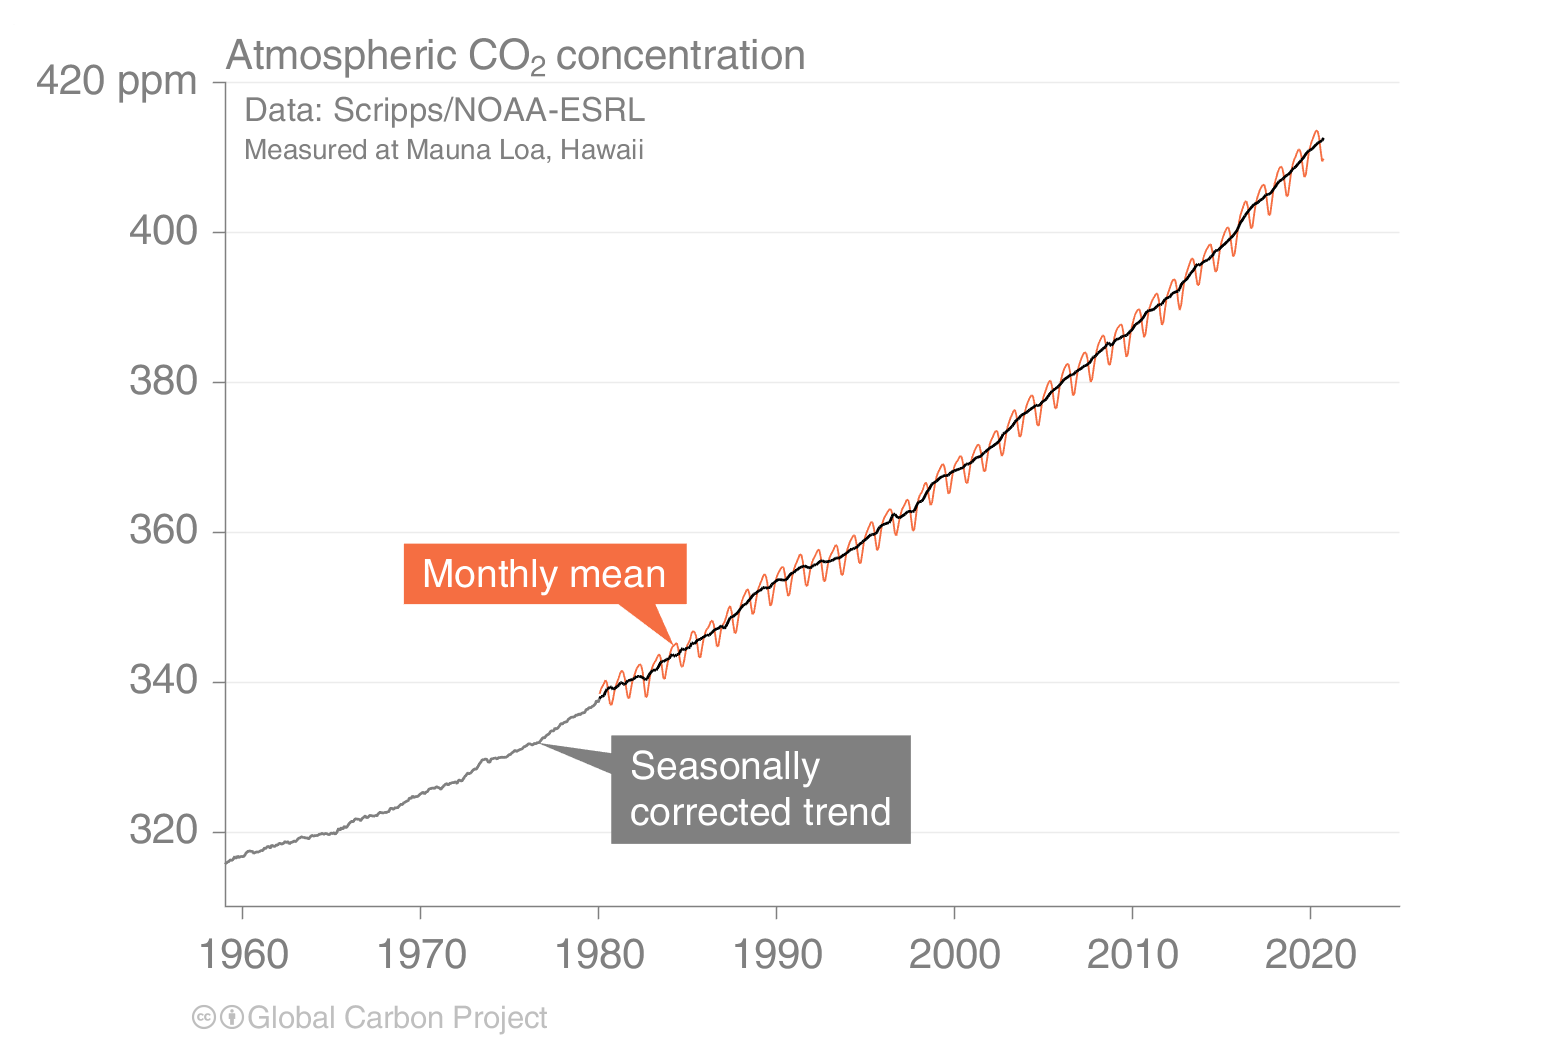 Atmospheric CO₂ concentration
420 ppm
Data: Scripps/NOAA-ESRL
Measured at Mauna Loa, Hawaii
400
380
360
Monthly mean
340
Seasonally
corrected trend
320
1960 1970 1980 1990 2000 2010 2020
cc Global Carbon Project